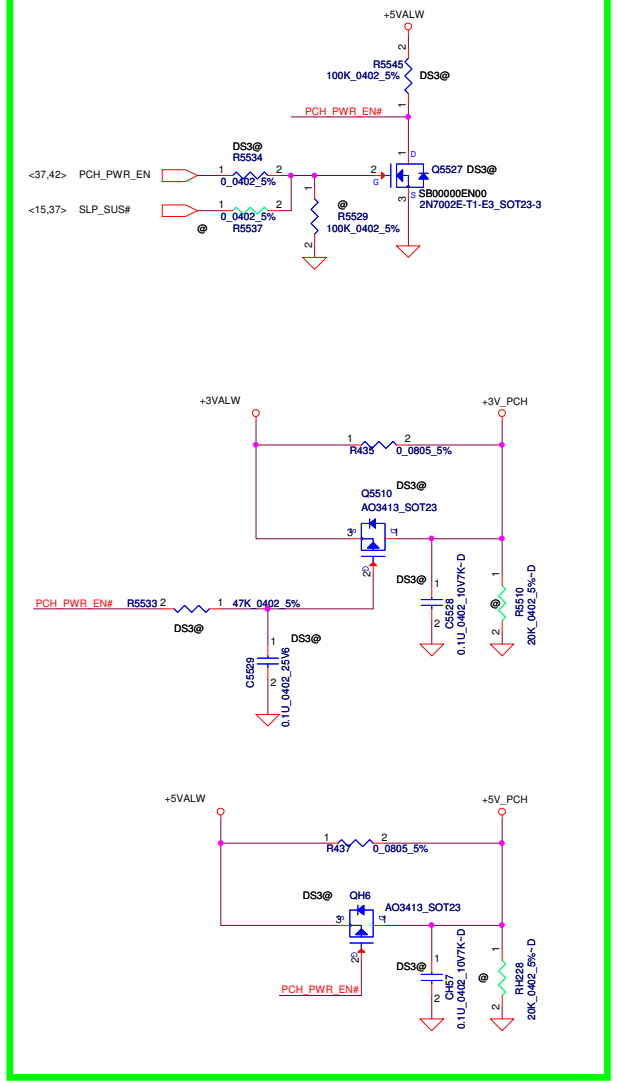 +5VALW
2
R5545
100K_0402_5%
DS3@
1
PCH_PWR_EN#
DS3@
R5534
<37,42> PCH_PWR_EN
1 2
0_0402_5%
1
D
2
G
Q5527 DS3@
S
3
SB00000EN00
2N7002E-T1-E3_SOT23-3
<15,37> SLP_SUS#
1 2
0_0402_5%
@ R5537
1
@
R5529
100K_0402_5%
2
+3VALW
+3V_PCH
1 2
R435 0_0805_5%
DS3@
Q5510
AO3413_SOT23
3 S D 1
G
2
PCH_PWR_EN# R5533 2 1 47K_0402_5%
DS3@
DS3@
1
C5529
2
0.1U_0402_25V6
DS3@
1
2
C5528
0.1U_0402_10V7K~D
1
@
2
R5510
20K_0402_5%~D
+5VALW
+5V_PCH
1 2
R437 0_0805_5%
DS3@ QH6
AO3413_SOT23
3 S D 1
G
2
PCH_PWR_EN#
DS3@
1
2
CH57
0.1U_0402_10V7K~D
1
@
2
RH228
20K_0402_5%~D